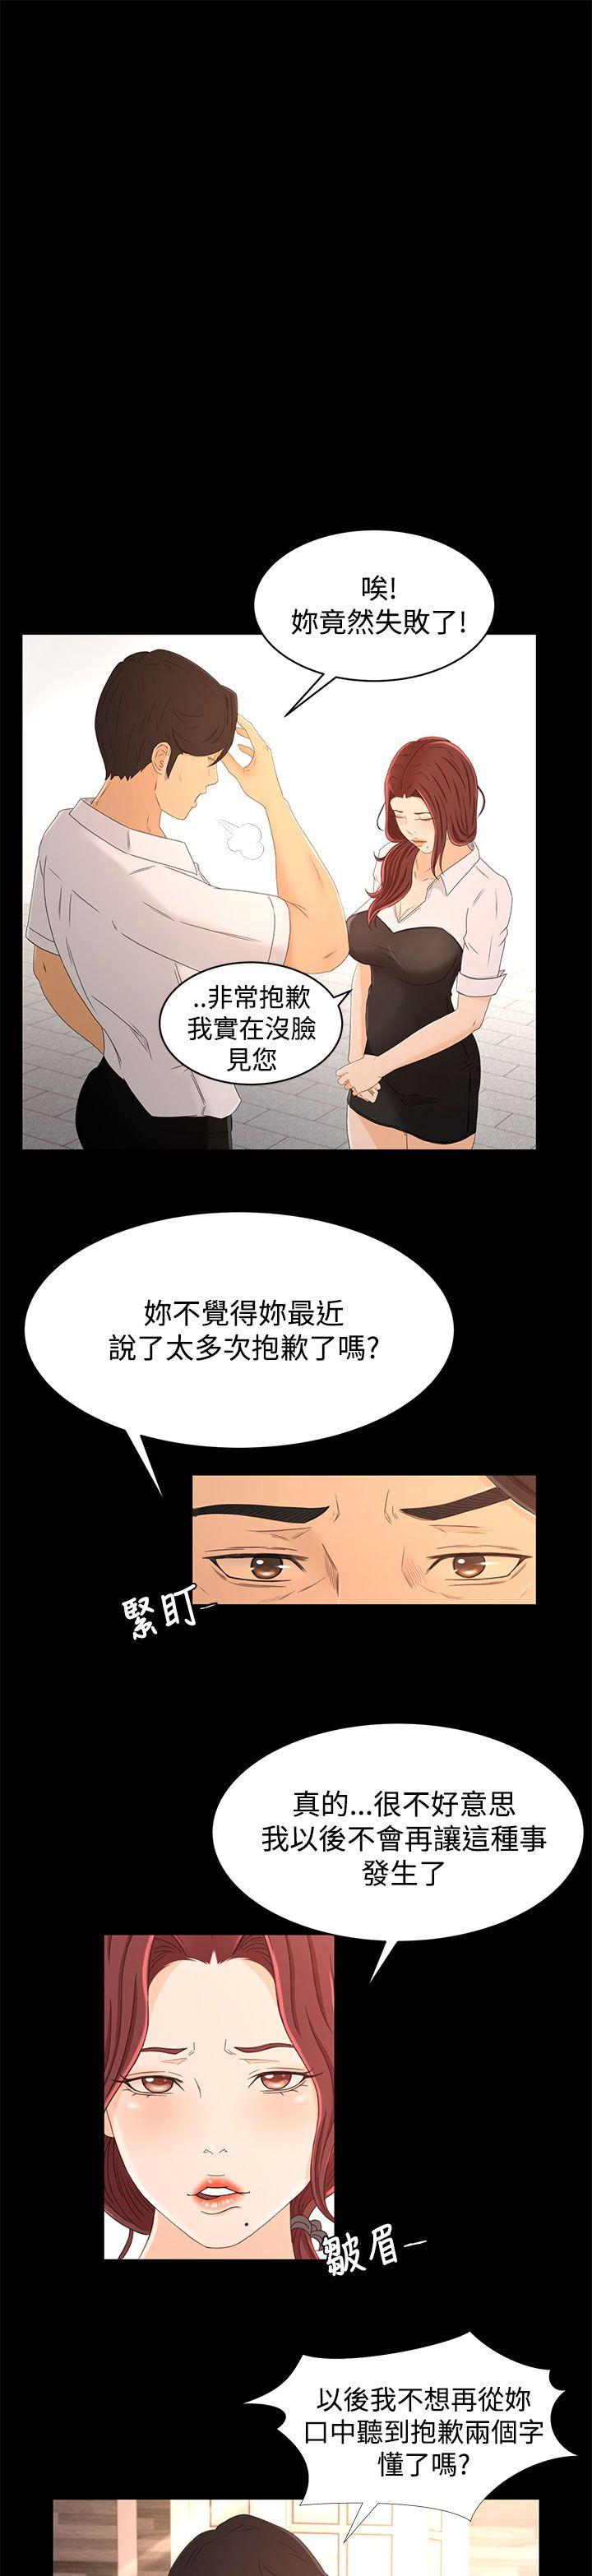 唉!
妳竟然失敗了!
..非常抱歉
我實在沒臉
見您
妳不覺得妳最近
說了太多次抱歉了嗎?
緊盯~
真的...很不好意思
我以後不會再讓這種事
發生了
皺眉~
以後我不想再從妳
口中聽到抱歉兩個字
懂了嗎?